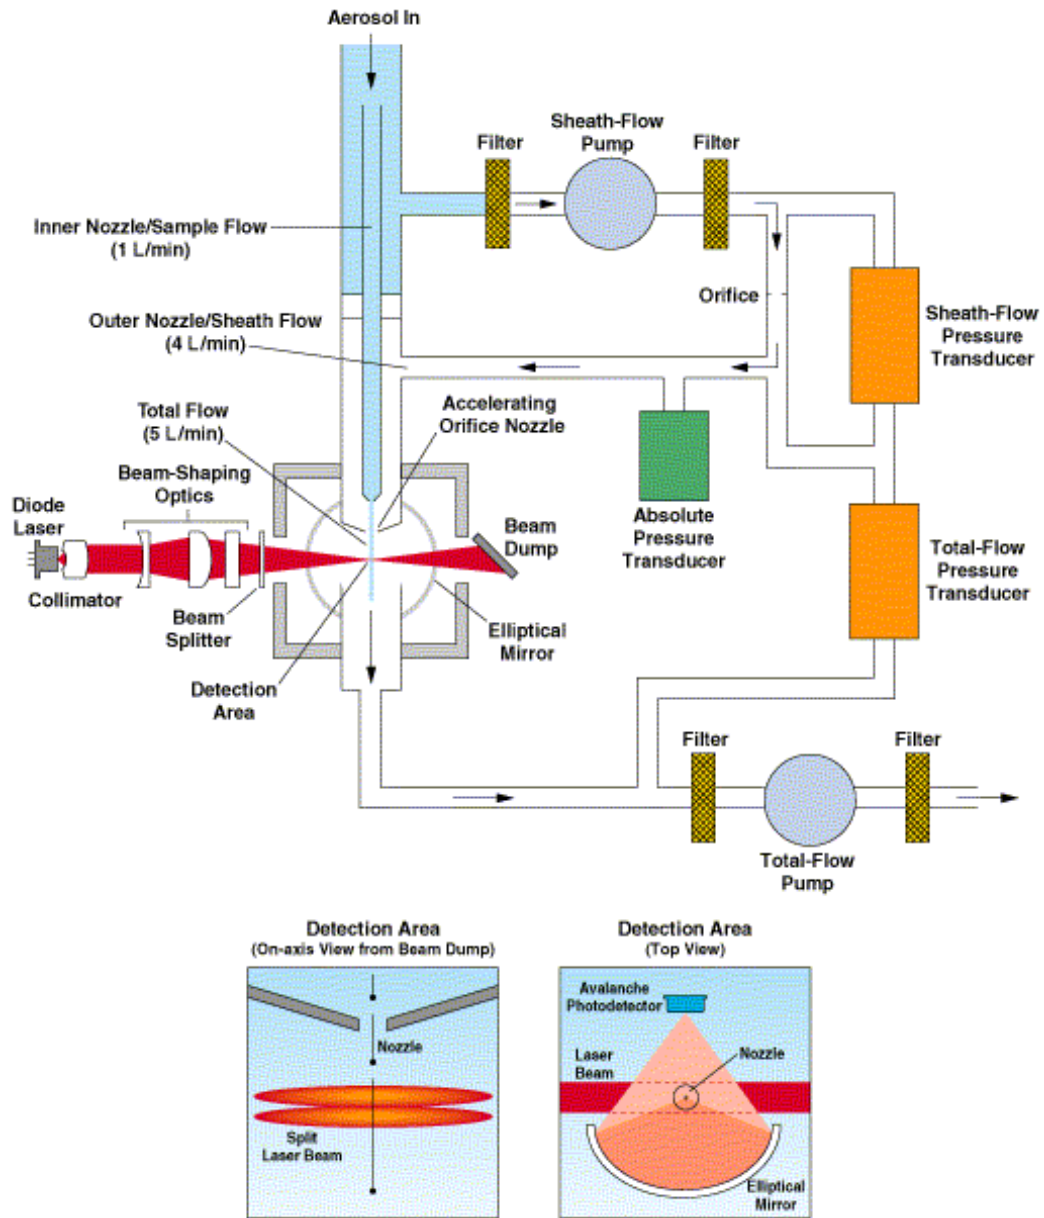 Aerosol In
Filter
Sheath-Flow
Pump
Filter
Inner Nozzle/Sample Flow
(1 L/min)
Orifice
Outer Nozzle/Sheath Flow
(4 L/min)
Sheath-Flow
Pressure
Transducer
Total Flow
(5 L/min)
Accelerating
Orifice Nozzle
Beam-Shaping
Optics
Diode
Laser
Beam
Dump
Absolute
Pressure
Transducer
Total-Flow
Pressure
Transducer
Collimator
Beam
Splitter
Elliptical
Mirror
Detection
Area
Filter
Filter
Total-Flow
Pump
Detection Area
(On-axis View from Beam Dump)
Nozzle
Split
Laser Beam
Detection Area
(Top View)
Avalanche
Photodetector
Laser
Beam
Nozzle
Elliptical
Mirror